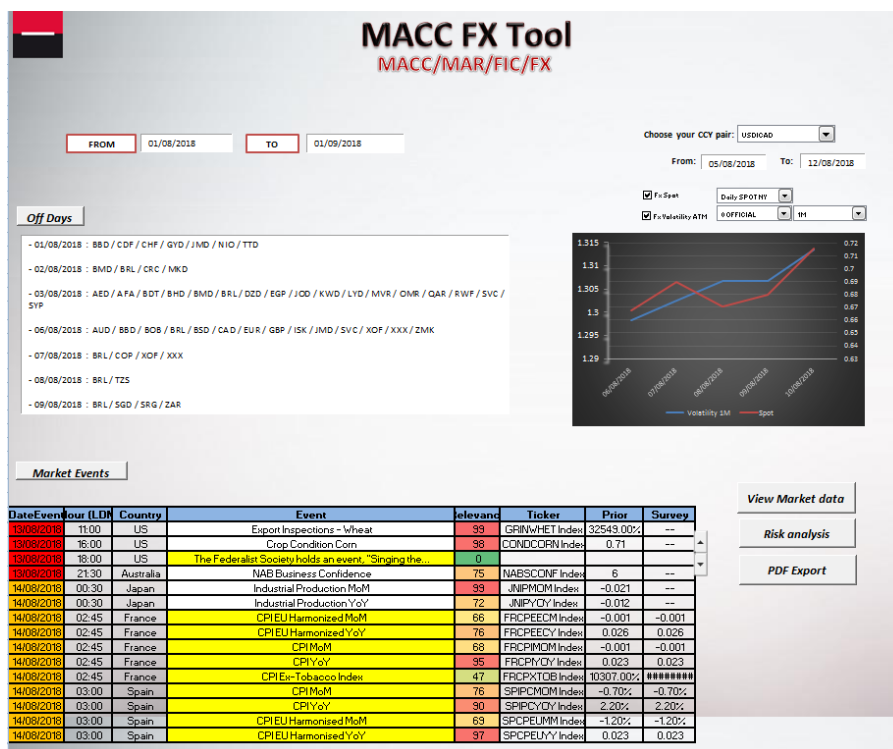 MACC FX Tool
MACC/MAR/FIC/FX
FROM 01/08/2018 TO 01/09/2018
Choose your CCY pair: USD|CAD
From: 05/08/2018 To: 12/08/2018
Fx Spot Daily SPOT NY
Fx Volatility ATM @OFFICIAL 1M
Off Days
- 01/08/2018 : BBD / CDF / CHF / GYD / JMD / NIO / TTD
- 02/08/2018 : BMD / BRL / CRC / MKD
- 03/08/2018 : AED / AFA / BDT / BHD / BMD / BRL / DZD / EGP / JOD / KWD / LYD / MVR / OMR / QAR / RWF / SVC /
SYP
- 06/08/2018 : AUD / BBD / BOB / BRL / BSD / CAD / EUR / GBP / ISK / JMD / SVC / XOF / XXX / ZMK
- 07/08/2018 : BRL / COP / XOF / XXX
- 08/08/2018 : BRL / TZS
- 09/08/2018 : BRL / SGD / SRG / ZAR
1.315
1.31
1.305
1.3
1.295
1.29
0.72
0.71
0.7
0.69
0.68
0.67
0.66
0.65
0.64
0.63
06/08/2018 07/08/2018 08/08/2018 09/08/2018 10/08/2018
Volatility 1M Spot
Market Events
View Market data
Risk analysis
PDF Export
DateEvent Hour (LDN Country Event Relevanc Ticker Prior Survey
13/08/2018 11:00 US Export Inspections - Wheat 99 GRINWHET Index 32549.00% --
13/08/2018 16:00 US Crop Condition Corn 98 CONDCORN Index 0.71 --
13/08/2018 18:00 US The Federalist Society holds an event, "Singing the... 0
13/08/2018 21:30 Australia NAB Business Confidence 75 NABSCONF Index 6 --
14/08/2018 00:30 Japan Industrial Production MoM 99 JNIPMOM Index -0.021 --
14/08/2018 00:30 Japan Industrial Production YoY 72 JNIPYOY Index -0.012 --
14/08/2018 02:45 France CPI EU Harmonized MoM 66 FRCPEECM Index -0.001 -0.001
14/08/2018 02:45 France CPI EU Harmonized YoY 76 FRCPEECY Index 0.026 0.026
14/08/2018 02:45 France CPI MoM 68 FRCPIMOM Index -0.001 -0.001
14/08/2018 02:45 France CPI YoY 95 FRCPIYOY Index 0.023 0.023
14/08/2018 02:45 France CPI Ex-Tobacco Index 47 FRCPXTOB Index 10307.00% ########
14/08/2018 03:00 Spain CPI MoM 76 SPIPCMOM Index -0.70% -0.70%
14/08/2018 03:00 Spain CPI YoY 90 SPIPCYOY Index 2.20% 2.20%
14/08/2018 03:00 Spain CPI EU Harmonised MoM 69 SPCPEUMM Index -1.20% -1.20%
14/08/2018 03:00 Spain CPI EU Harmonised YoY 97 SPCPEUYY Index 0.023 0.023